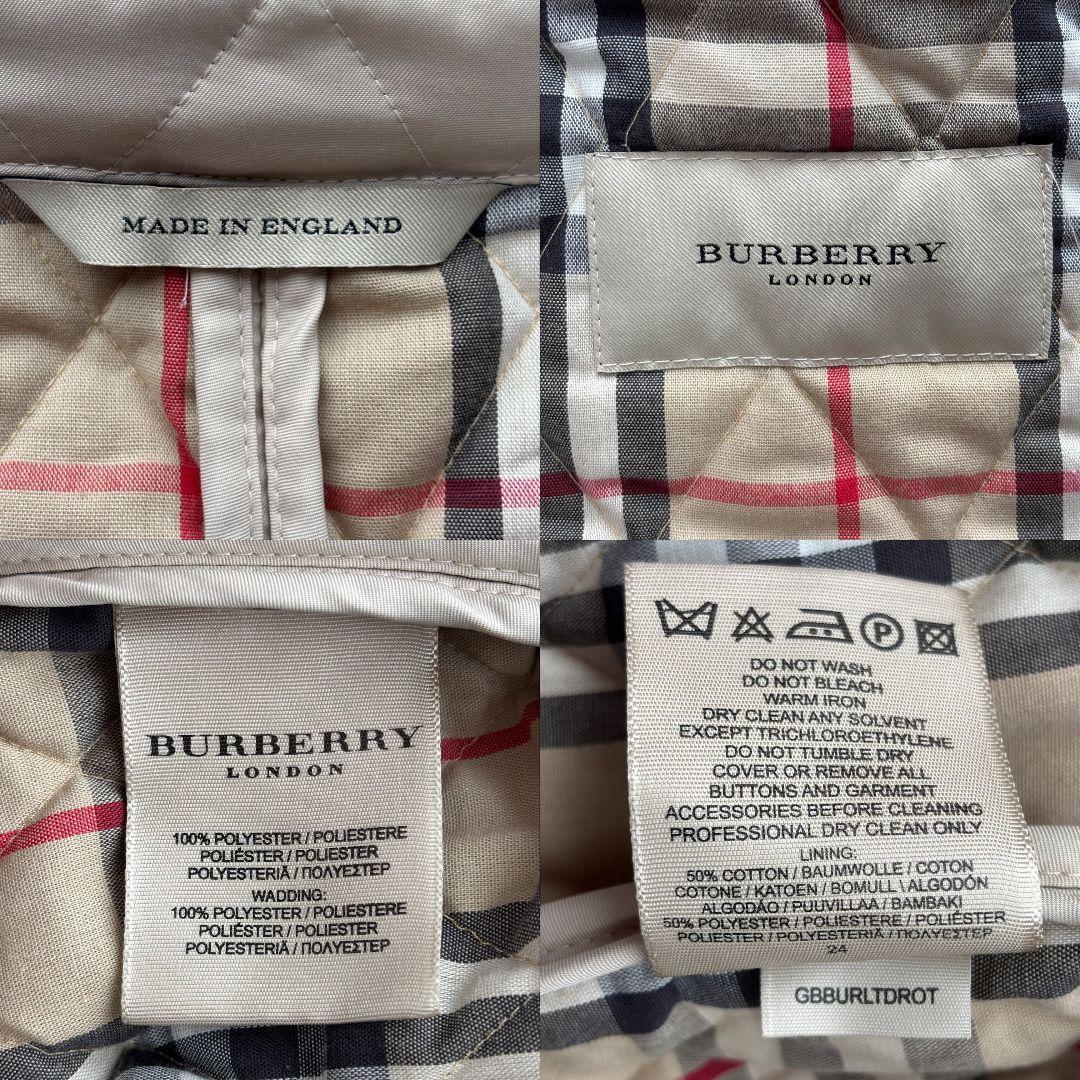 MADE IN ENGLAND
BURBERRY
LONDON
BURBERRY
LONDON
100% POLYESTER / POLIESTERE
POLIÉSTER / POLIESTER
POLYESTERIÄ / ΠΟΛΥΕΣΤΕΡ
WADDING:
100% POLYESTER / POLIESTERE
POLIÉSTER / POLIESTER
POLYESTERIÄ / ΠΟΛΥΕΣΤΕΡ
P
DO NOT WASH
DO NOT BLEACH
WARM IRON
DRY CLEAN ANY SOLVENT
EXCEPT TRICHLOROETHYLENE
DO NOT TUMBLE DRY
COVER OR REMOVE ALL
BUTTONS AND GARMENT
ACCESSORIES BEFORE CLEANING
PROFESSIONAL DRY CLEAN ONLY
LINING:
50% COTTON / BAUMWOLLE / COTON
COTONE / KATOEN / BOMULL \ ALGODÓN
ALGODÁO / PUUVILLAA / BAMBAKI
50% POLYESTER / POLIESTERE / POLIÉSTER
POLIESTER / POLYESTERIÄ / ΠΟΛΥΕΣΤΕΡ
24
GBBURLTDROT